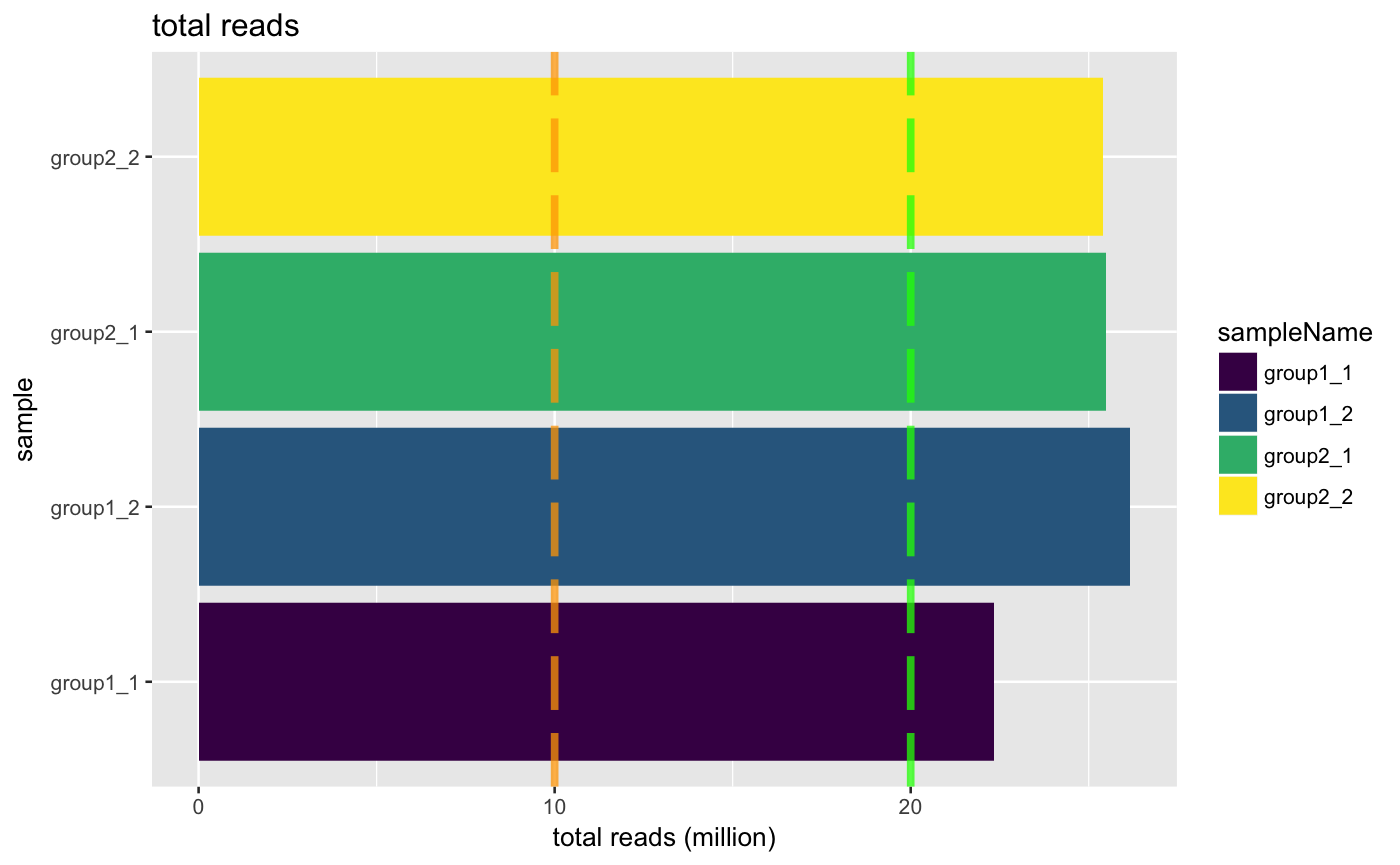 total reads
group2_2
group2_1
group1_2
group1_1
sample
0 10 20
total reads (million)
sampleName
group1_1
group1_2
group2_1
group2_2